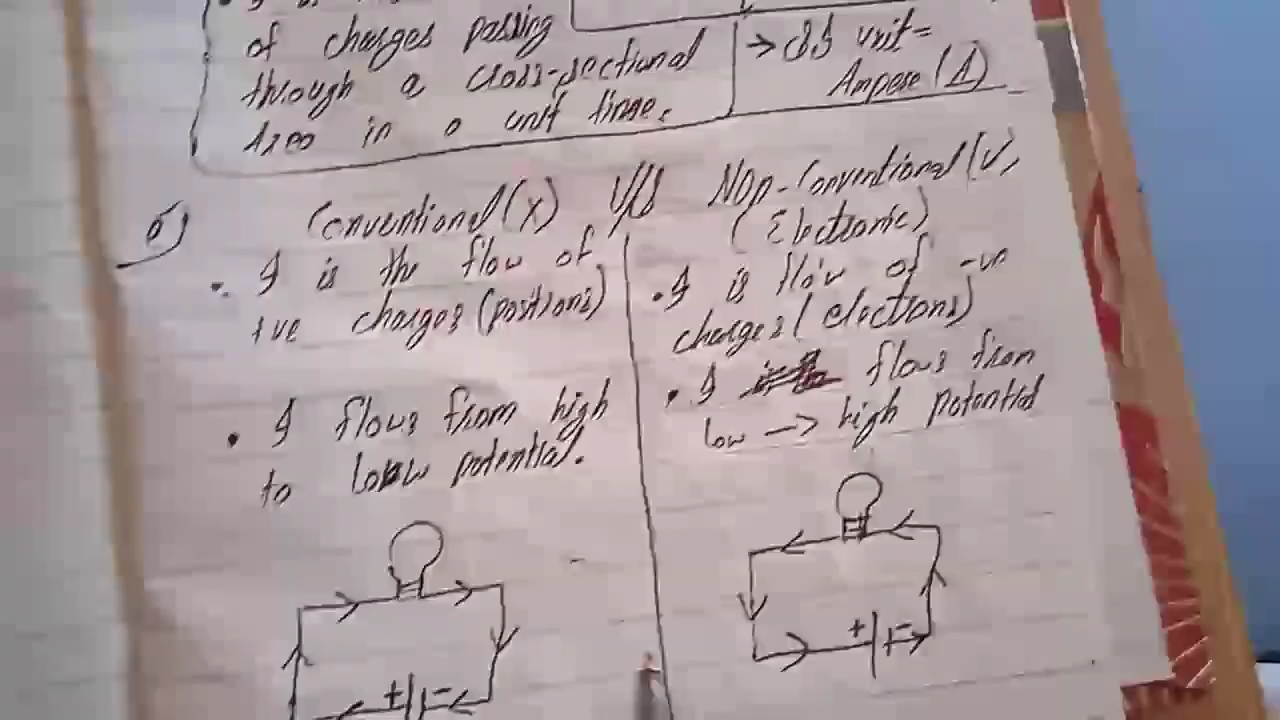 of charges passing
through a cross-sectional
Area in a unit time.
→ SI unit=
Ampere (A)
6) Conventional (x) V/S Non-Conventional (✓)
(Electronic)
• I is the flow of
+ve charges (positrons)
• I flows from high
to low potential.
• I is flow of -ve
charges (electrons)
• I flows from
low → high potential
+ -
+ -